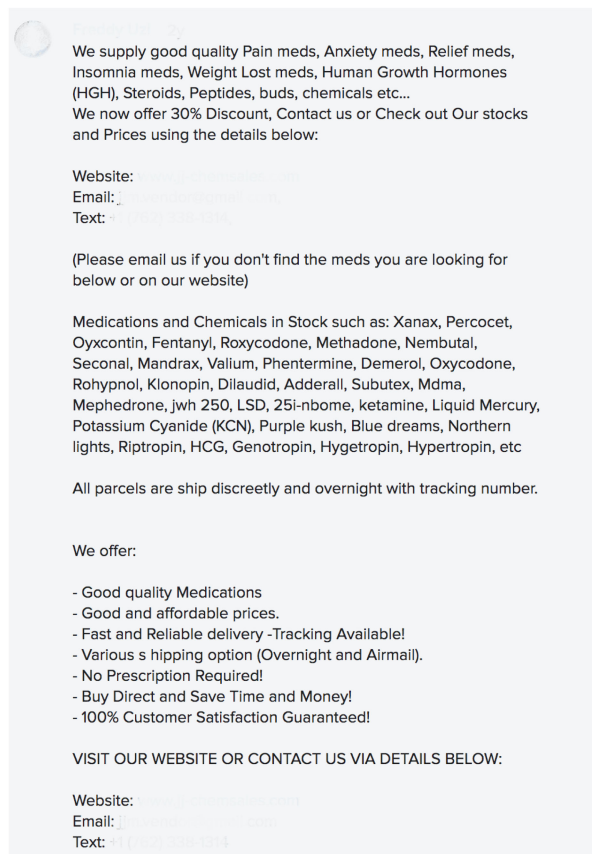 We supply good quality Pain meds, Anxiety meds, Relief meds,
Insomnia meds, Weight Lost meds, Human Growth Hormones
(HGH), Steroids, Peptides, buds, chemicals etc...
We now offer 30% Discount, Contact us or Check out Our stocks
and Prices using the details below:
Website:
Email:
Text:
(Please email us if you don't find the meds you are looking for
below or on our website)
Medications and Chemicals in Stock such as: Xanax, Percocet,
Oyxcontin, Fentanyl, Roxycodone, Methadone, Nembutal,
Seconal, Mandrax, Valium, Phentermine, Demerol, Oxycodone,
Rohypnol, Klonopin, Dilaudid, Adderall, Subutex, Mdma,
Mephedrone, jwh 250, LSD, 25i-nbome, ketamine, Liquid Mercury,
Potassium Cyanide (KCN), Purple kush, Blue dreams, Northern
lights, Riptropin, HCG, Genotropin, Hygetropin, Hypertropin, etc
All parcels are ship discreetly and overnight with tracking number.
We offer:
- Good quality Medications
- Good and affordable prices.
- Fast and Reliable delivery -Tracking Available!
- Various s hipping option (Overnight and Airmail).
- No Prescription Required!
- Buy Direct and Save Time and Money!
- 100% Customer Satisfaction Guaranteed!
VISIT OUR WEBSITE OR CONTACT US VIA DETAILS BELOW:
Website:
Email:
Text: